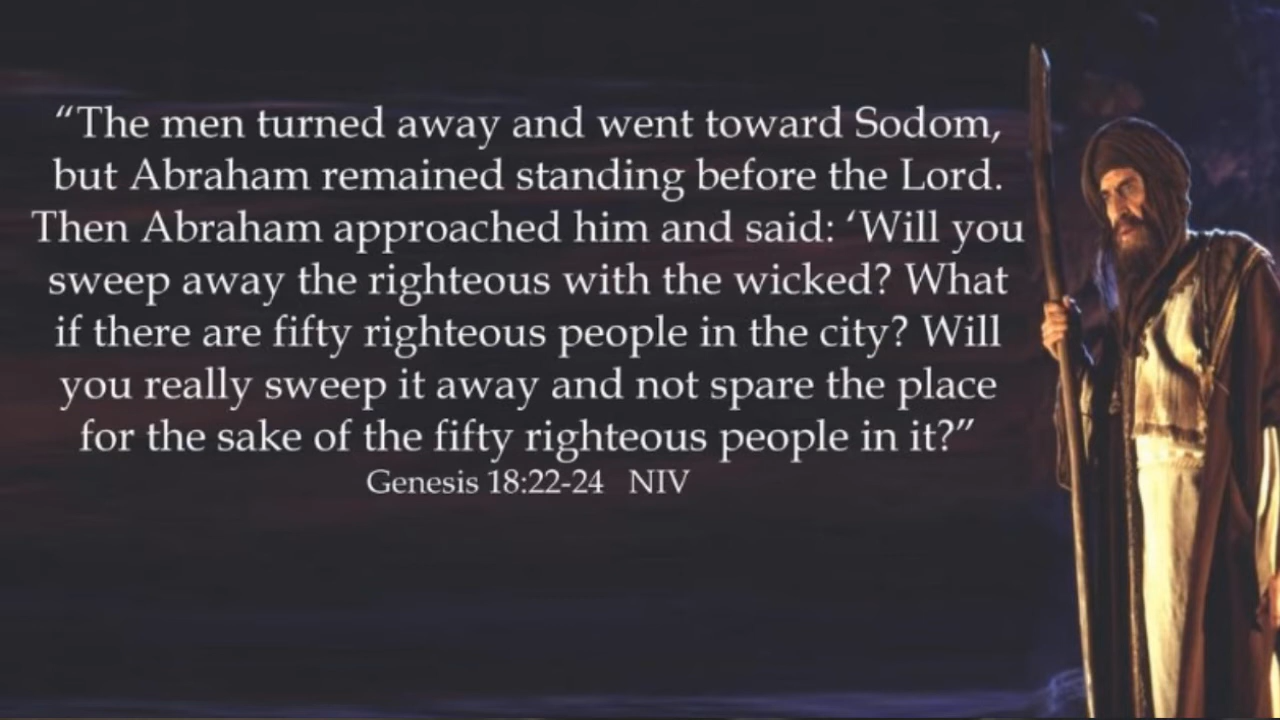 “The men turned away and went toward Sodom,
but Abraham remained standing before the Lord.
Then Abraham approached him and said: ‘Will you
sweep away the righteous with the wicked? What
if there are fifty righteous people in the city? Will
you really sweep it away and not spare the place
for the sake of the fifty righteous people in it?”
Genesis 18:22-24 NIV